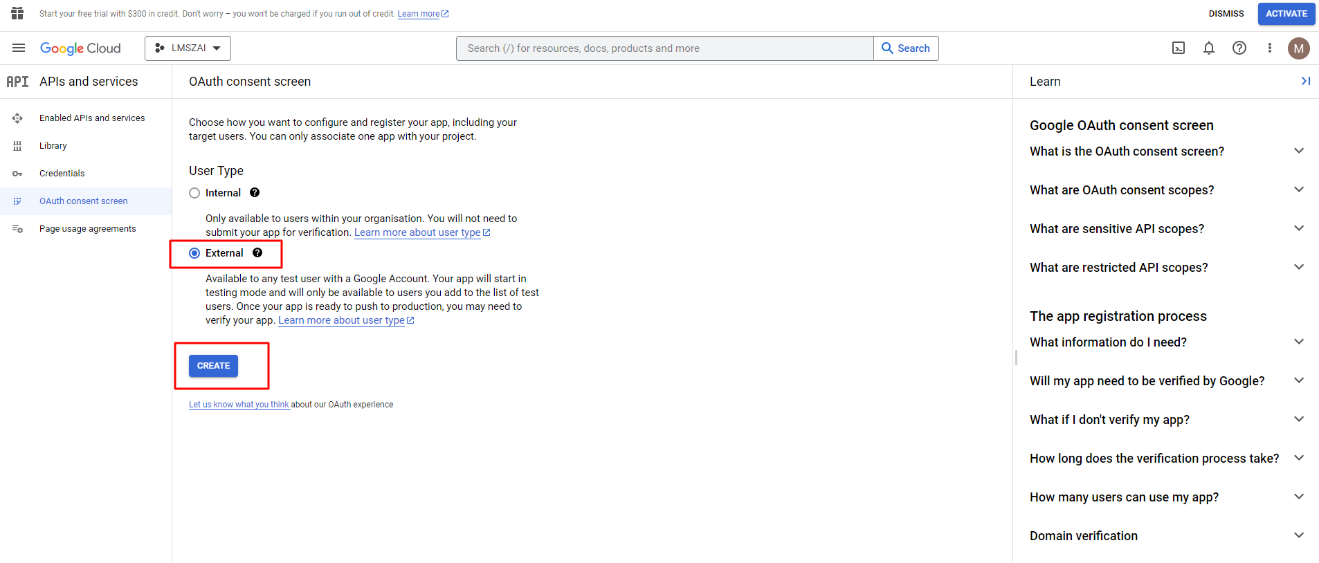 Start your free trial with $300 in credit. Don't worry – you won't be charged if you run out of credit. Learn more
DISMISS
ACTIVATE
Google Cloud
LMSZAI
Search (/) for resources, docs, products and more
Search
M
API
APIs and services
OAuth consent screen
Learn
Enabled APIs and services
Library
Credentials
OAuth consent screen
Page usage agreements
Choose how you want to configure and register your app, including your
target users. You can only associate one app with your project.
User Type
Internal
Only available to users within your organisation. You will not need to
submit your app for verification. Learn more about user type
External
Available to any test user with a Google Account. Your app will start in
testing mode and will only be available to users you add to the list of test
users. Once your app is ready to push to production, you may need to
verify your app. Learn more about user type
CREATE
Let us know what you think about our OAuth experience
Google OAuth consent screen
What is the OAuth consent screen?
What are OAuth consent scopes?
What are sensitive API scopes?
What are restricted API scopes?
The app registration process
What information do I need?
Will my app need to be verified by Google?
What if I don't verify my app?
How long does the verification process take?
How many users can use my app?
Domain verification